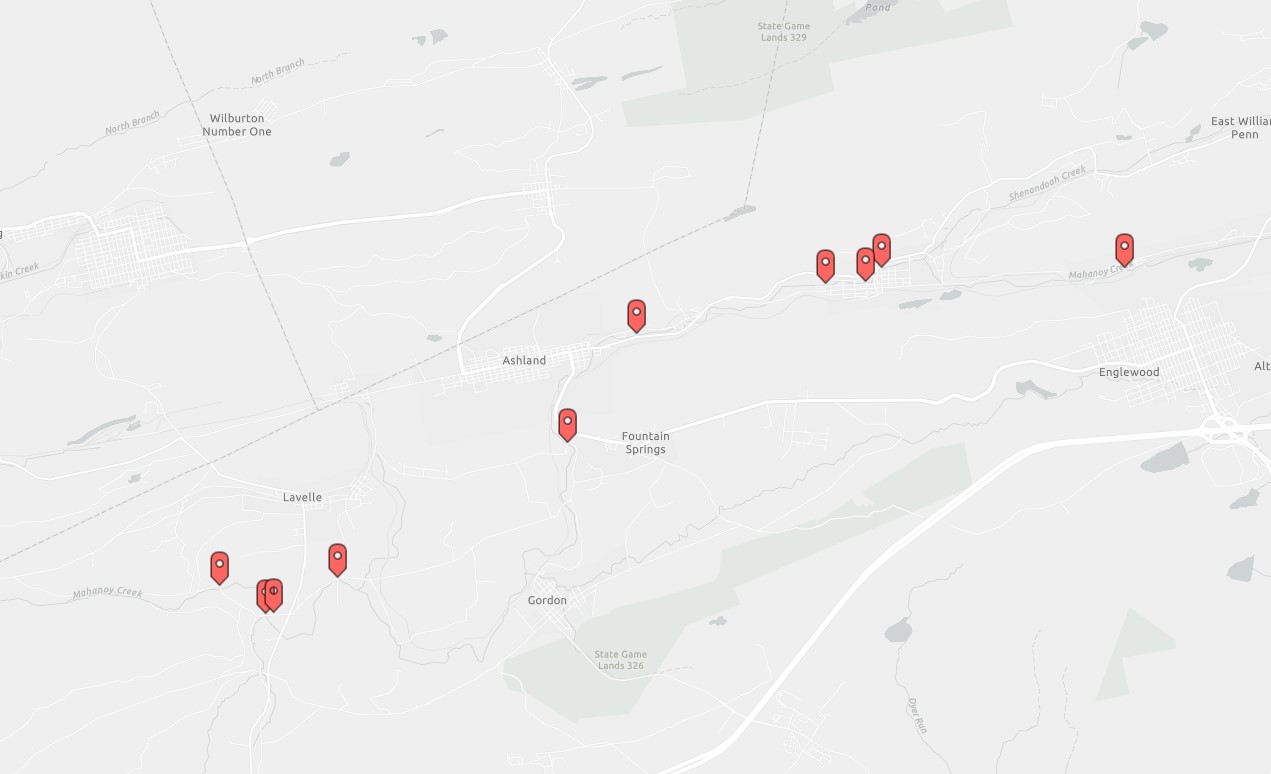 Pond
State Game
Lands 329
North Branch
Wilburton
Number One
North Branch
East Willia
Penn
Shenandoah Creek
g
kin Creek
Mahanoy Creek
Ashland
Englewood
Alt
Fountain
Springs
Lavelle
Mahanoy Creek
Gordon
State Game
Lands 326
Dyer Run